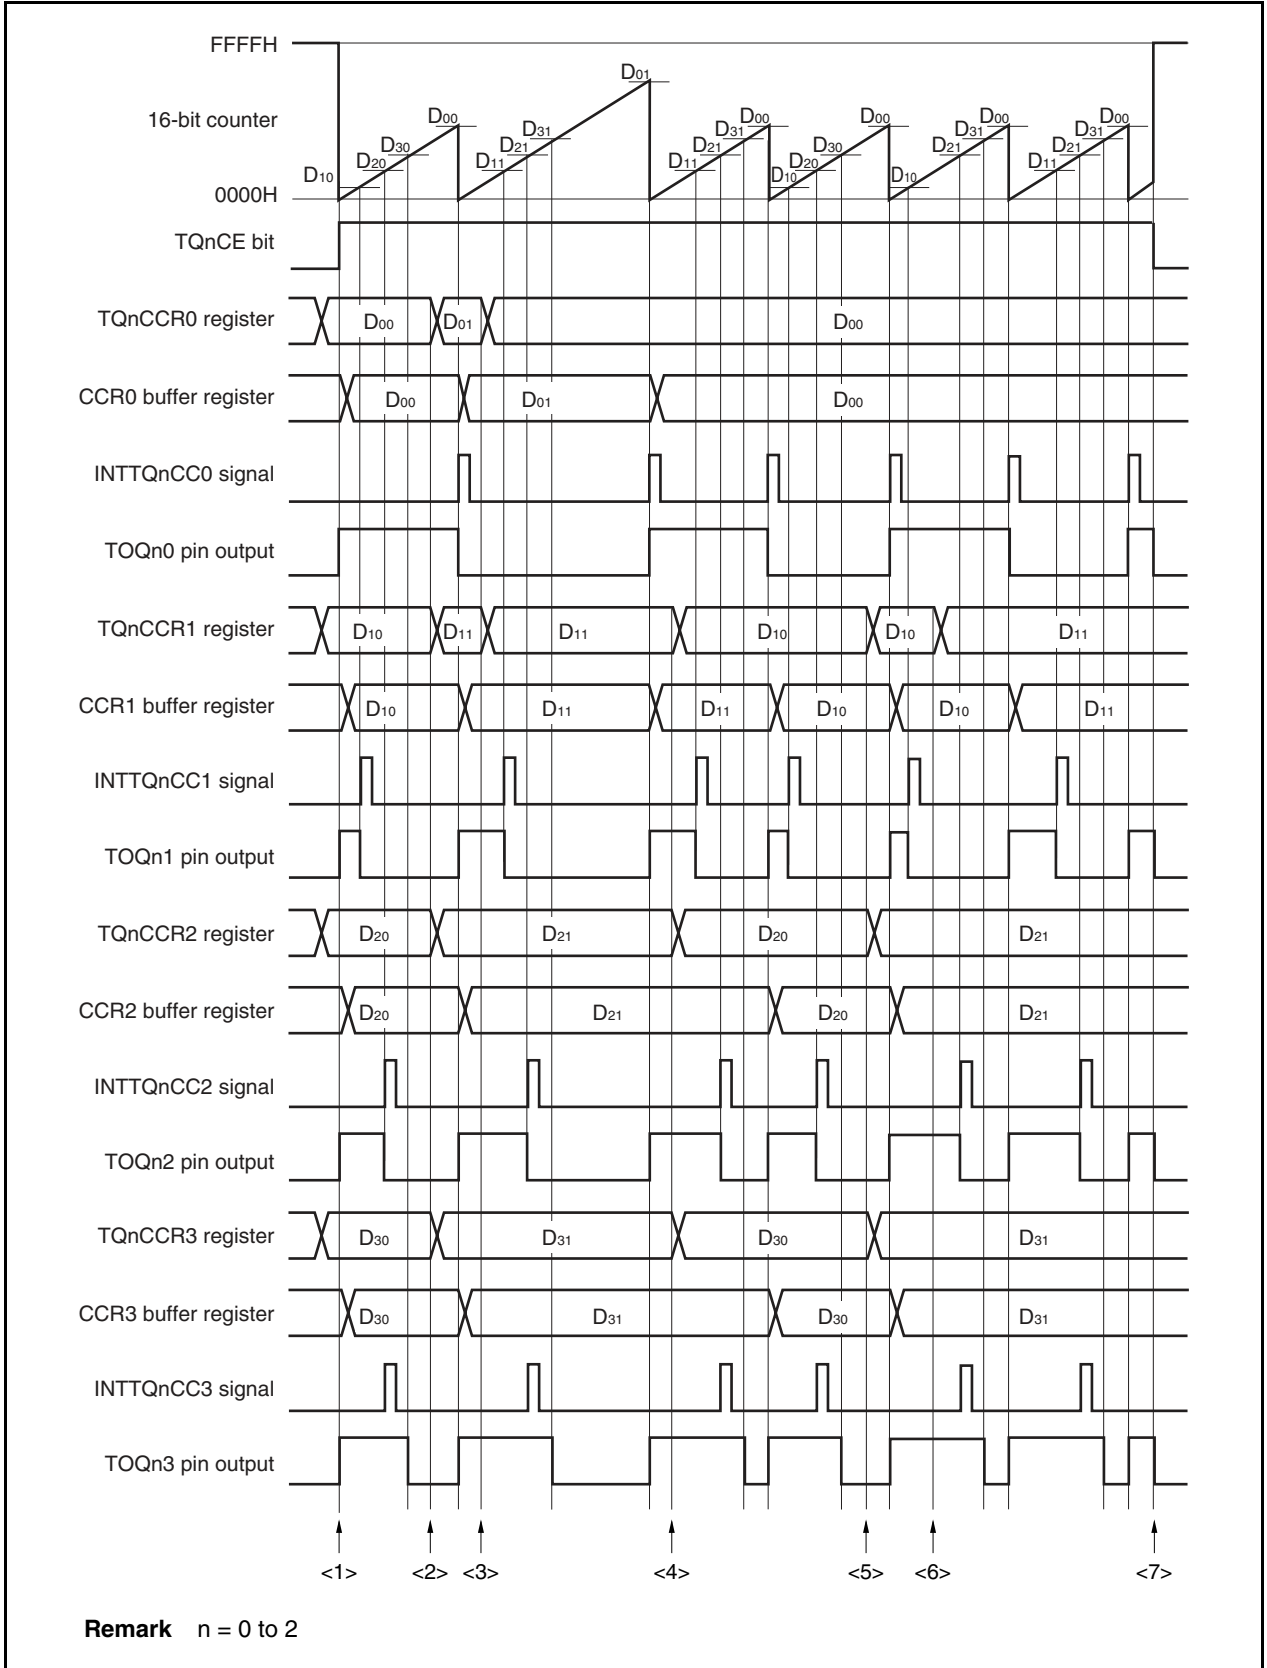 FFFFH
D01
16-bit counter
D00 D00 D00 D00 D00
D31 D31 D31 D31
D30 D30
D21 D21 D21 D21
D20 D20
D11 D11 D11
D10 D10 D10
0000H
TQnCE bit
TQnCCR0 register D00 D01 D00
CCR0 buffer register D00 D01 D00
INTTQnCC0 signal
TOQn0 pin output
TQnCCR1 register D10 D11 D11 D10 D10 D11
CCR1 buffer register D10 D11 D11 D10 D10 D11
INTTQnCC1 signal
TOQn1 pin output
TQnCCR2 register D20 D21 D20 D21
CCR2 buffer register D20 D21 D20 D21
INTTQnCC2 signal
TOQn2 pin output
TQnCCR3 register D30 D31 D30 D31
CCR3 buffer register D30 D31 D30 D31
INTTQnCC3 signal
TOQn3 pin output
<1> <2> <3> <4> <5> <6> <7>
Remark n = 0 to 2